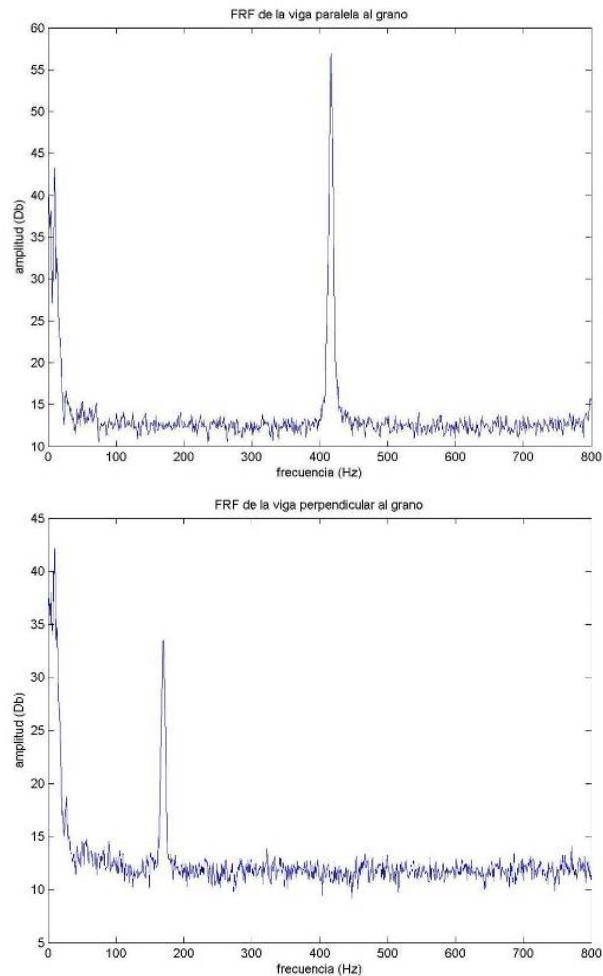 FRF de la viga paralela al grano
60
55
50
45
40
35
30
25
20
15
10
amplitud (Db)
0 100 200 300 400 500 600 700 800
frecuencia (Hz)
FRF de la viga perpendicular al grano
45
40
35
30
25
20
15
10
5
amplitud (Db)
0 100 200 300 400 500 600 700 800
frecuencia (Hz)